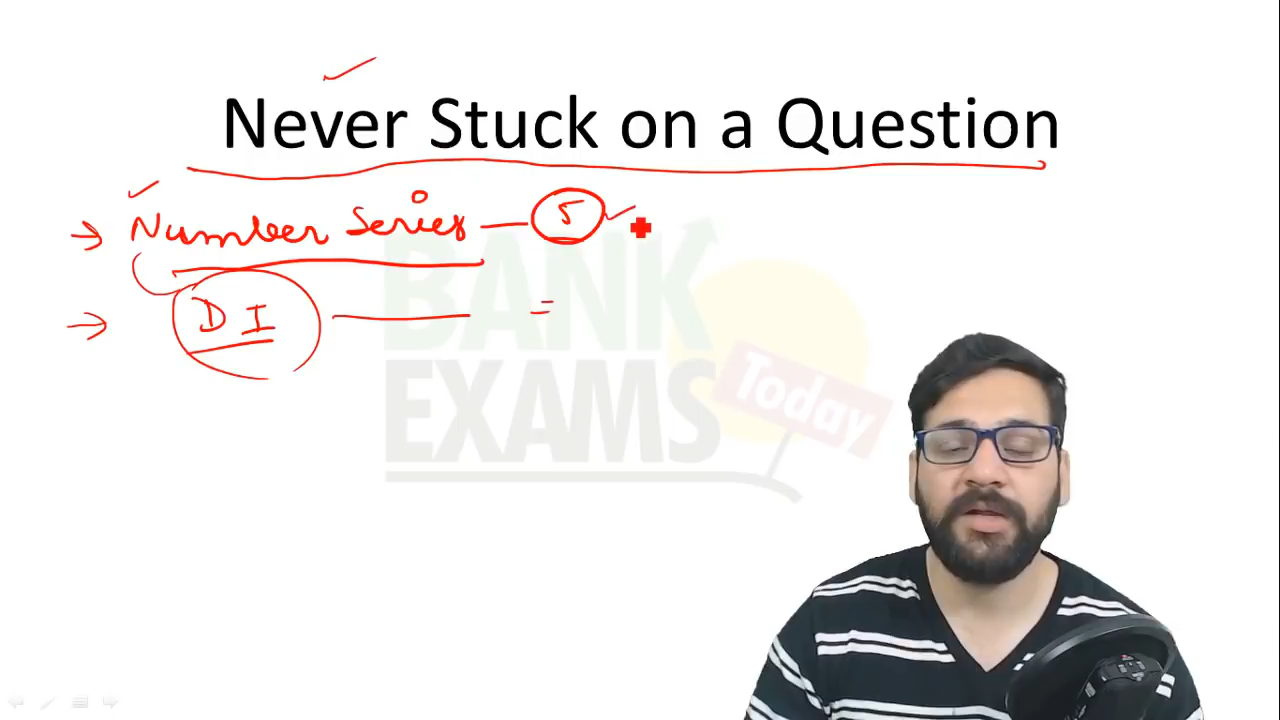 Never Stuck on a Question
→ Number Series — 5
→ DI — =
BANK
EXAMS
Today